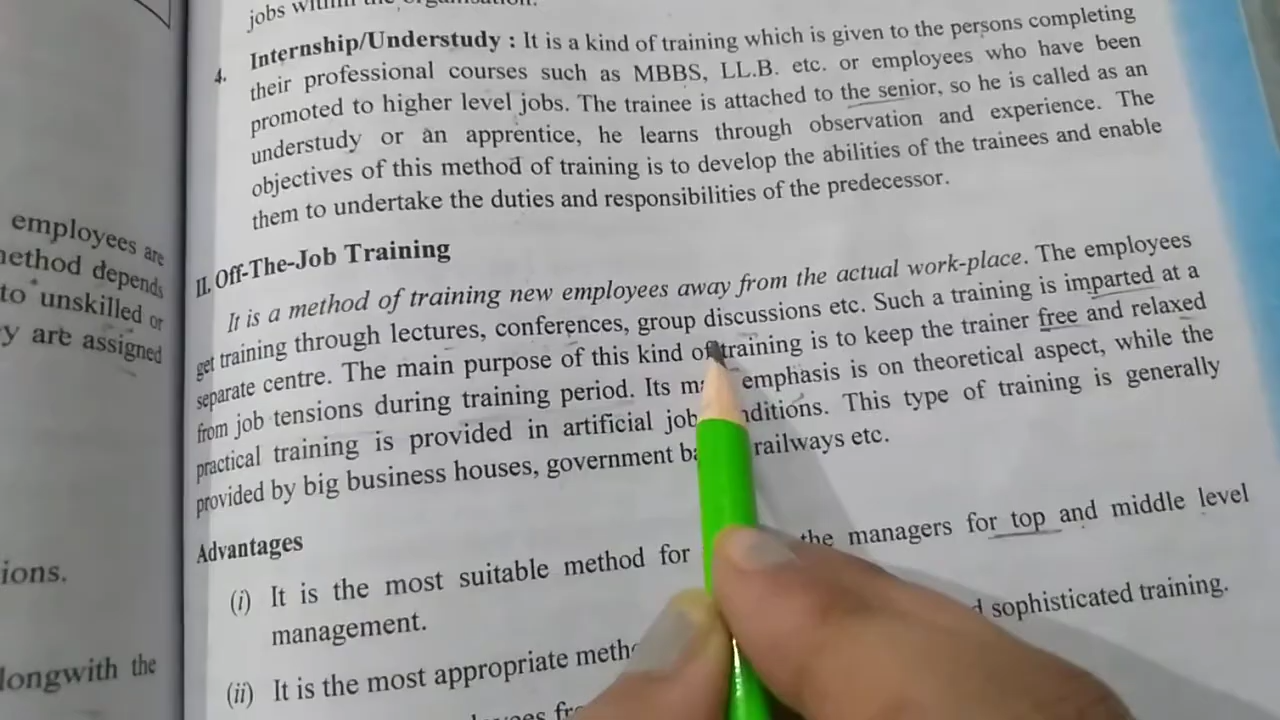 jobs within the organisation.
4. Internship/Understudy : It is a kind of training which is given to the persons completing
their professional courses such as MBBS, LL.B. etc. or employees who have been
promoted to higher level jobs. The trainee is attached to the senior, so he is called as an
understudy or an apprentice, he learns through observation and experience. The
objectives of this method of training is to develop the abilities of the trainees and enable
them to undertake the duties and responsibilities of the predecessor.
II. Off-The-Job Training
It is a method of training new employees away from the actual work-place. The employees
get training through lectures, conferences, group discussions etc. Such a training is imparted at a
separate centre. The main purpose of this kind of training is to keep the trainer free and relaxed
from job tensions during training period. Its emphasis is on theoretical aspect, while the
practical training is provided in artificial job This type of training is generally
provided by big business houses, government railways etc.
Advantages
(i) It is the most suitable method for the managers for top and middle level
management.
(ii) It is the most appropriate sophisticated training.
employees are
depends
to unskilled or
are assigned
ions.
longwith the